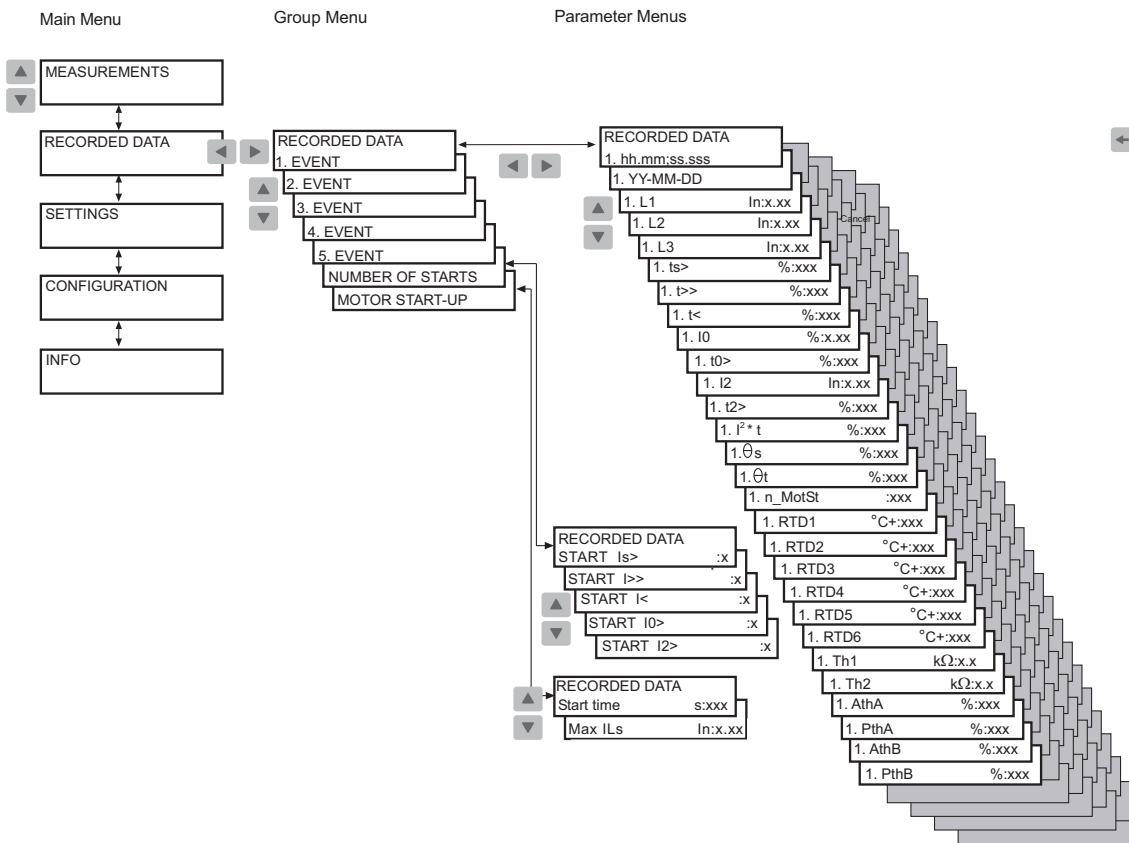 Main Menu
Group Menu
Parameter Menus
MEASUREMENTS
RECORDED DATA
SETTINGS
CONFIGURATION
INFO
RECORDED DATA
1. EVENT
2. EVENT
3. EVENT
4. EVENT
5. EVENT
NUMBER OF STARTS
MOTOR START-UP
RECORDED DATA
1. hh.mm;ss.sss
1. YY-MM-DD
1. L1 In:x.xx
1. L2 In:x.xx
1. L3 In:x.xx
1. ts> %:xxx
1. t>> %:xxx
1. t< %:xxx
1. I0 %:x.xx
1. t0> %:xxx
1. I2 In:x.xx
1. t2> %:xxx
1. I² * t %:xxx
1.θs %:xxx
1.θt %:xxx
1. n_MotSt :xxx
1. RTD1 °C+:xxx
1. RTD2 °C+:xxx
1. RTD3 °C+:xxx
1. RTD4 °C+:xxx
1. RTD5 °C+:xxx
1. RTD6 °C+:xxx
1. Th1 kΩ:x.x
1. Th2 kΩ:x.x
1. AthA %:xxx
1. PthA %:xxx
1. AthB %:xxx
1. PthB %:xxx
Cancel
RECORDED DATA
START Is> :x
START I>> :x
START I< :x
START I0> :x
START I2> :x
RECORDED DATA
Start time s:xxx
Max ILs In:x.xx